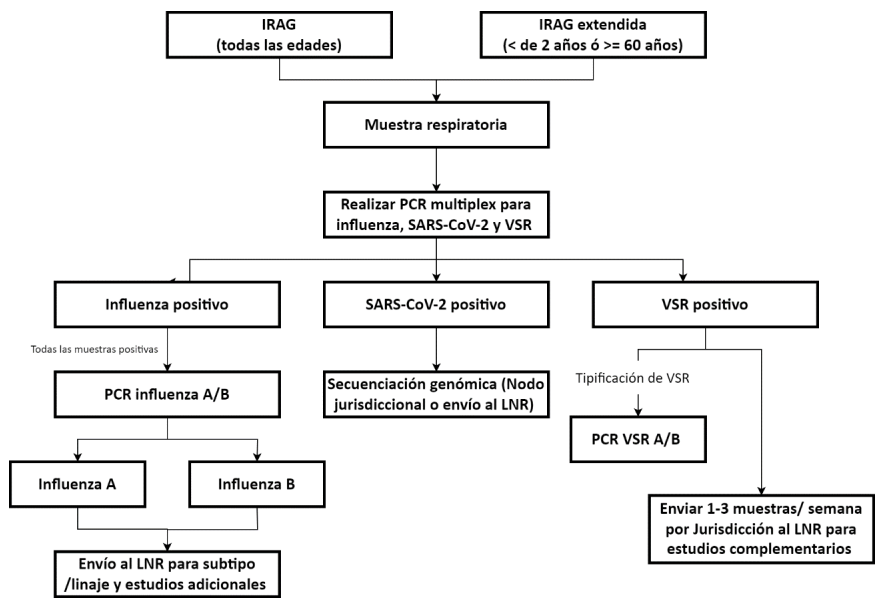 IRAG
(todas las edades)
IRAG extendida
(< de 2 años ó >= 60 años)
Muestra respiratoria
Realizar PCR multiplex para
influenza, SARS-CoV-2 y VSR
Influenza positivo
SARS-CoV-2 positivo
VSR positivo
Todas las muestras positivas
PCR influenza A/B
Secuenciación genómica (Nodo
jurisdiccional o envío al LNR)
Tipificación de VSR
PCR VSR A/B
Influenza A
Influenza B
Enviar 1-3 muestras/ semana
por Jurisdicción al LNR para
estudios complementarios
Envío al LNR para subtipo
/linaje y estudios adicionales